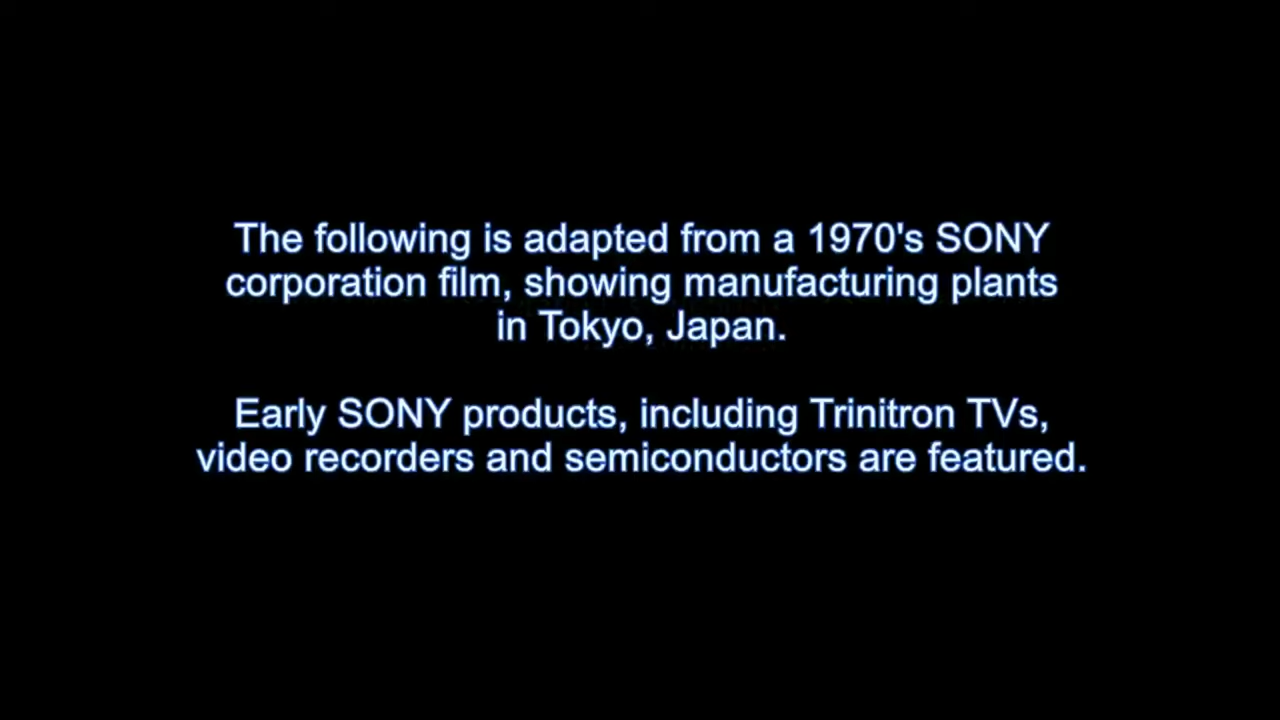 The following is adapted from a 1970's SONY
corporation film, showing manufacturing plants
in Tokyo, Japan.
Early SONY products, including Trinitron TVs,
video recorders and semiconductors are featured.